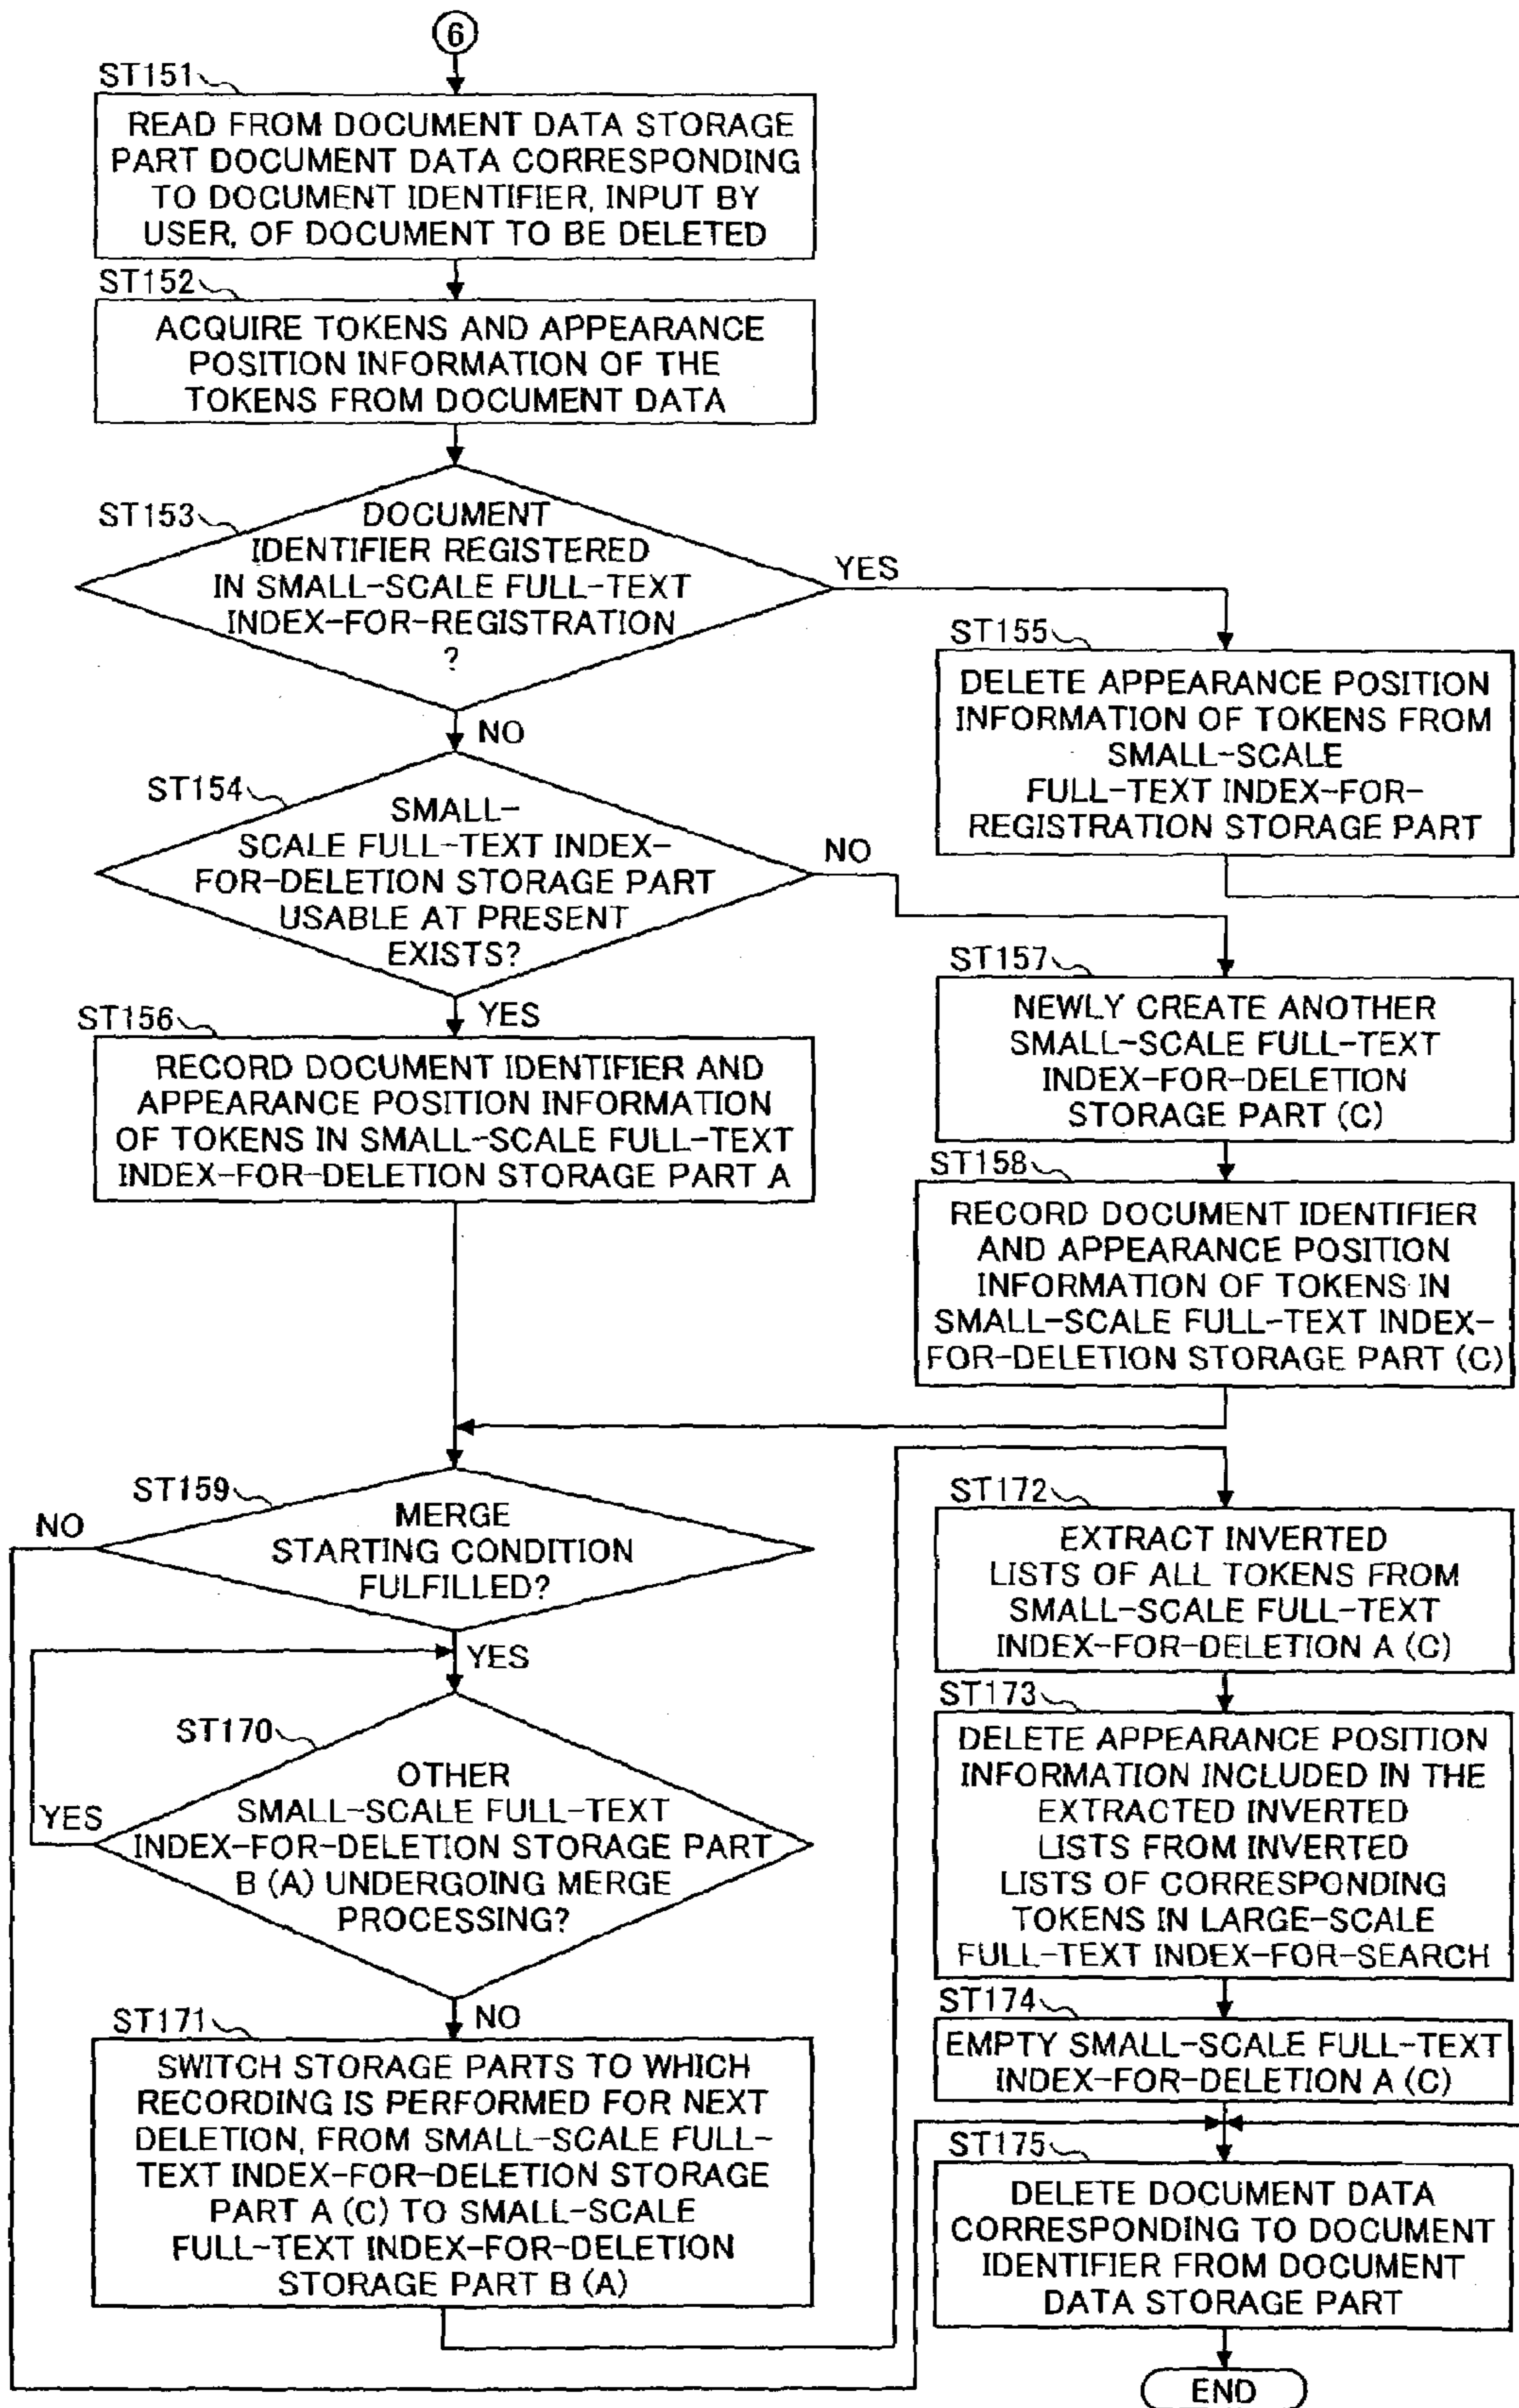 6
ST151
READ FROM DOCUMENT DATA STORAGE
PART DOCUMENT DATA CORRESPONDING
TO DOCUMENT IDENTIFIER, INPUT BY
USER, OF DOCUMENT TO BE DELETED
ST152
ACQUIRE TOKENS AND APPEARANCE
POSITION INFORMATION OF THE
TOKENS FROM DOCUMENT DATA
ST153
DOCUMENT
IDENTIFIER REGISTERED
IN SMALL-SCALE FULL-TEXT
INDEX-FOR-REGISTRATION
?
YES
NO
ST155
DELETE APPEARANCE POSITION
INFORMATION OF TOKENS FROM
SMALL-SCALE
FULL-TEXT INDEX-FOR-
REGISTRATION STORAGE PART
ST154
SMALL-
SCALE FULL-TEXT INDEX-
FOR-DELETION STORAGE PART
USABLE AT PRESENT
EXISTS?
NO
YES
ST156
RECORD DOCUMENT IDENTIFIER AND
APPEARANCE POSITION INFORMATION
OF TOKENS IN SMALL-SCALE FULL-TEXT
INDEX-FOR-DELETION STORAGE PART A
ST157
NEWLY CREATE ANOTHER
SMALL-SCALE FULL-TEXT
INDEX-FOR-DELETION
STORAGE PART (C)
ST158
RECORD DOCUMENT IDENTIFIER
AND APPEARANCE POSITION
INFORMATION OF TOKENS IN
SMALL-SCALE FULL-TEXT INDEX-
FOR-DELETION STORAGE PART (C)
ST159
MERGE
STARTING CONDITION
FULFILLED?
NO
YES
ST170
OTHER
SMALL-SCALE FULL-TEXT
INDEX-FOR-DELETION STORAGE PART
B (A) UNDERGOING MERGE
PROCESSING?
YES
NO
ST171
SWITCH STORAGE PARTS TO WHICH
RECORDING IS PERFORMED FOR NEXT
DELETION, FROM SMALL-SCALE FULL-
TEXT INDEX-FOR-DELETION STORAGE
PART A (C) TO SMALL-SCALE
FULL-TEXT INDEX-FOR-DELETION
STORAGE PART B (A)
ST172
EXTRACT INVERTED
LISTS OF ALL TOKENS FROM
SMALL-SCALE FULL-TEXT
INDEX-FOR-DELETION A (C)
ST173
DELETE APPEARANCE POSITION
INFORMATION INCLUDED IN THE
EXTRACTED INVERTED
LISTS FROM INVERTED
LISTS OF CORRESPONDING
TOKENS IN LARGE-SCALE
FULL-TEXT INDEX-FOR-SEARCH
ST174
EMPTY SMALL-SCALE FULL-TEXT
INDEX-FOR-DELETION A (C)
ST175
DELETE DOCUMENT DATA
CORRESPONDING TO DOCUMENT
IDENTIFIER FROM DOCUMENT
DATA STORAGE PART
END